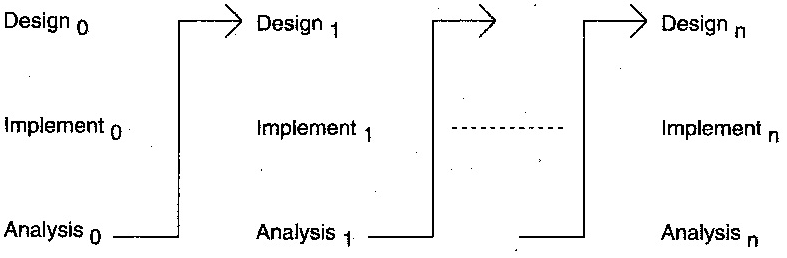 Design 0 Design 1 Design n
Implement 0 Implement 1 Implement n
Analysis 0 Analysis 1 Analysis n